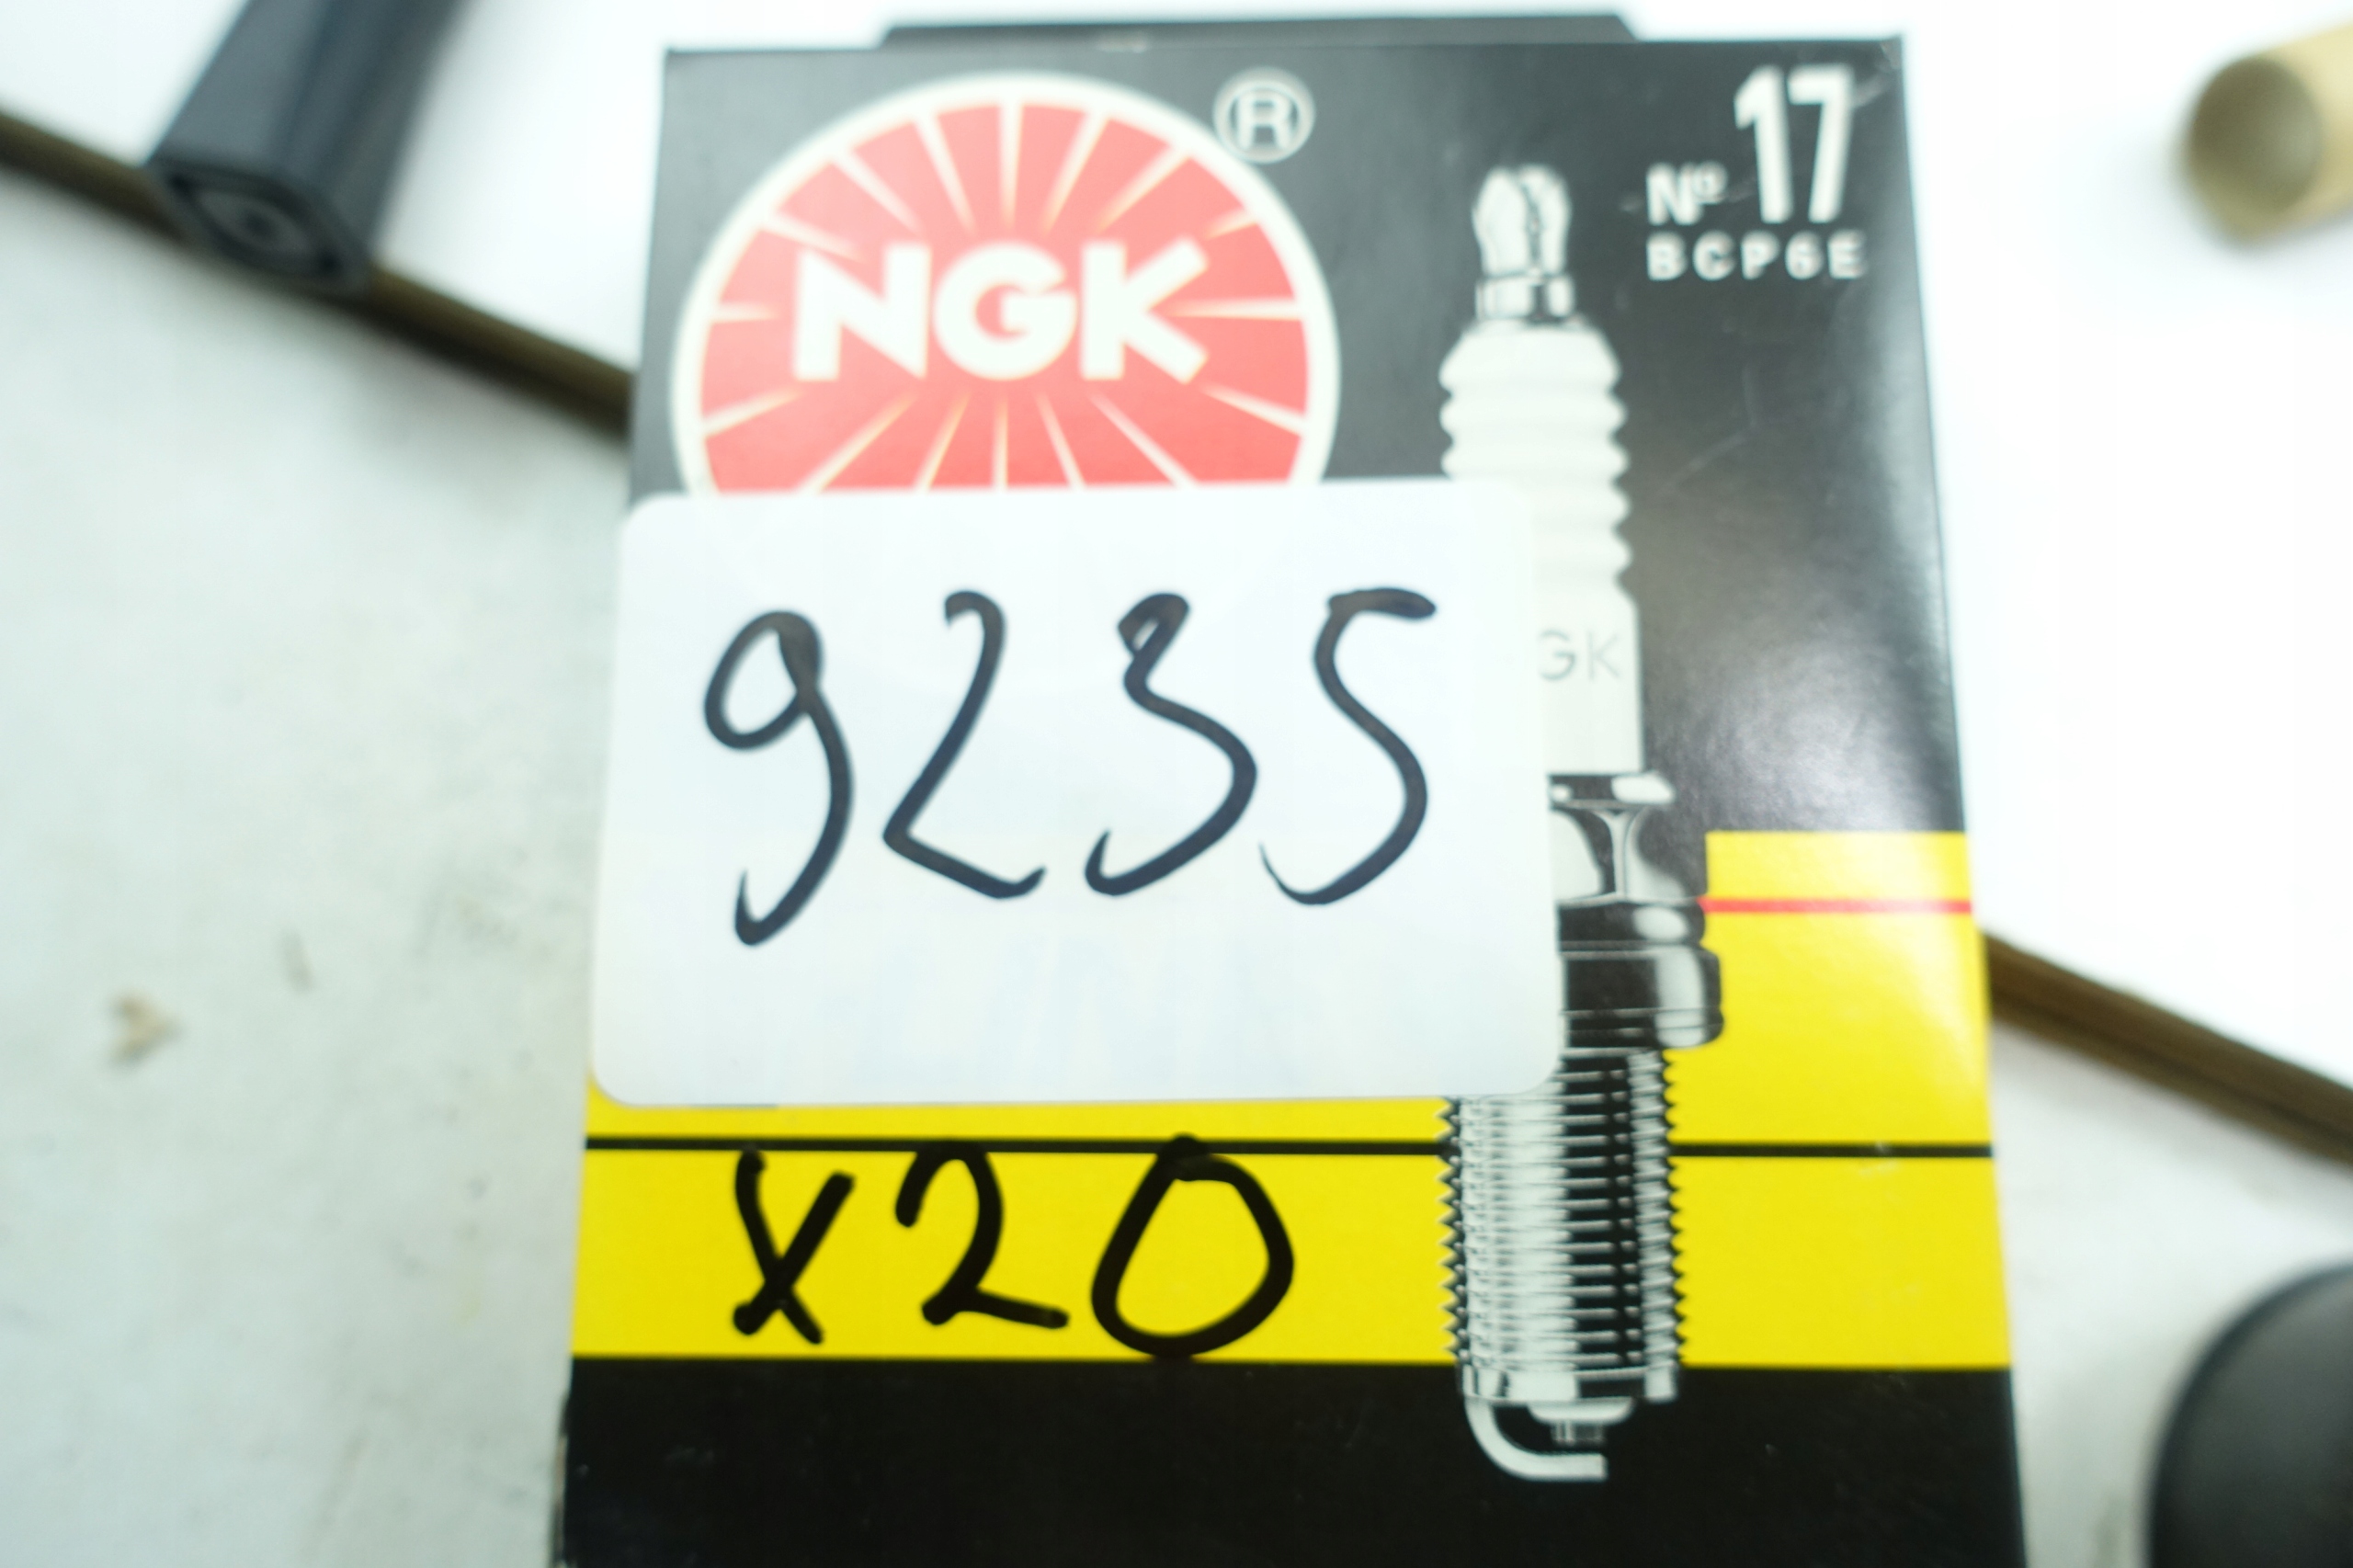 NGK ®
Nº 17
BCP6E
9235
GK
x20